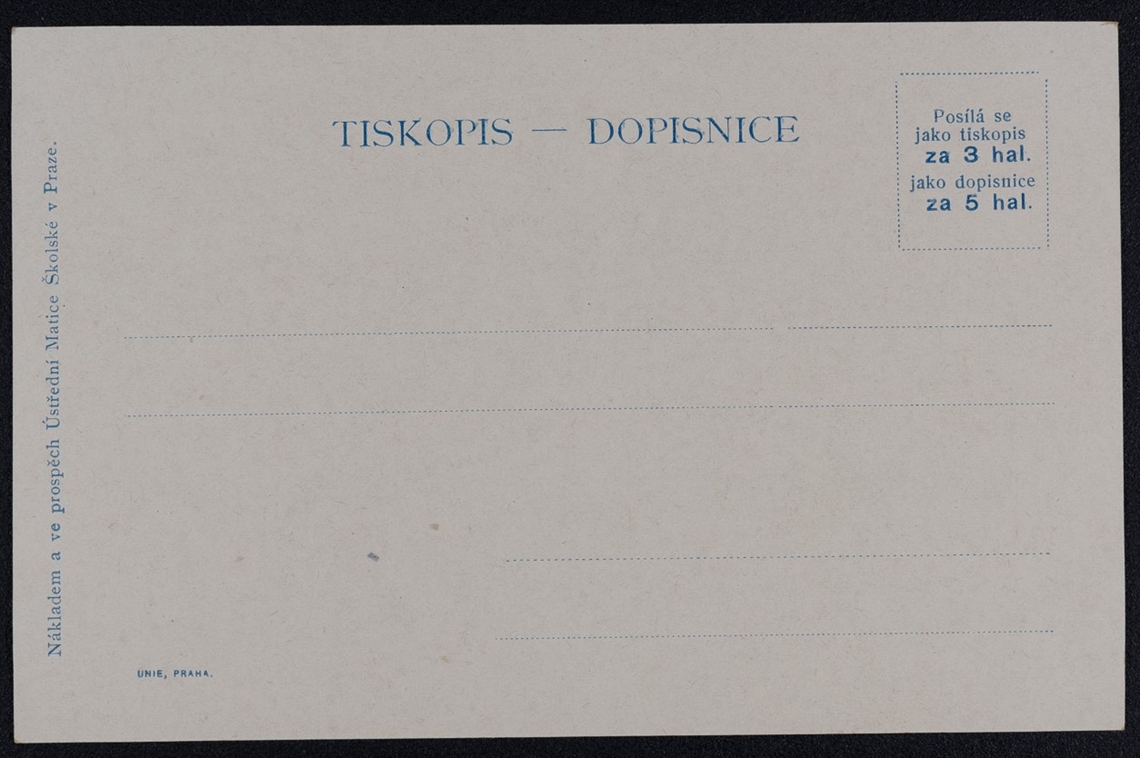 TISKOPIS — DOPISNICE
Posílá se
jako tiskopis
za 3 hal.
jako dopisnice
za 5 hal.
Nákladem a ve prospěch Ústřední Matice Školské v Praze.
UNIE, PRAHA.